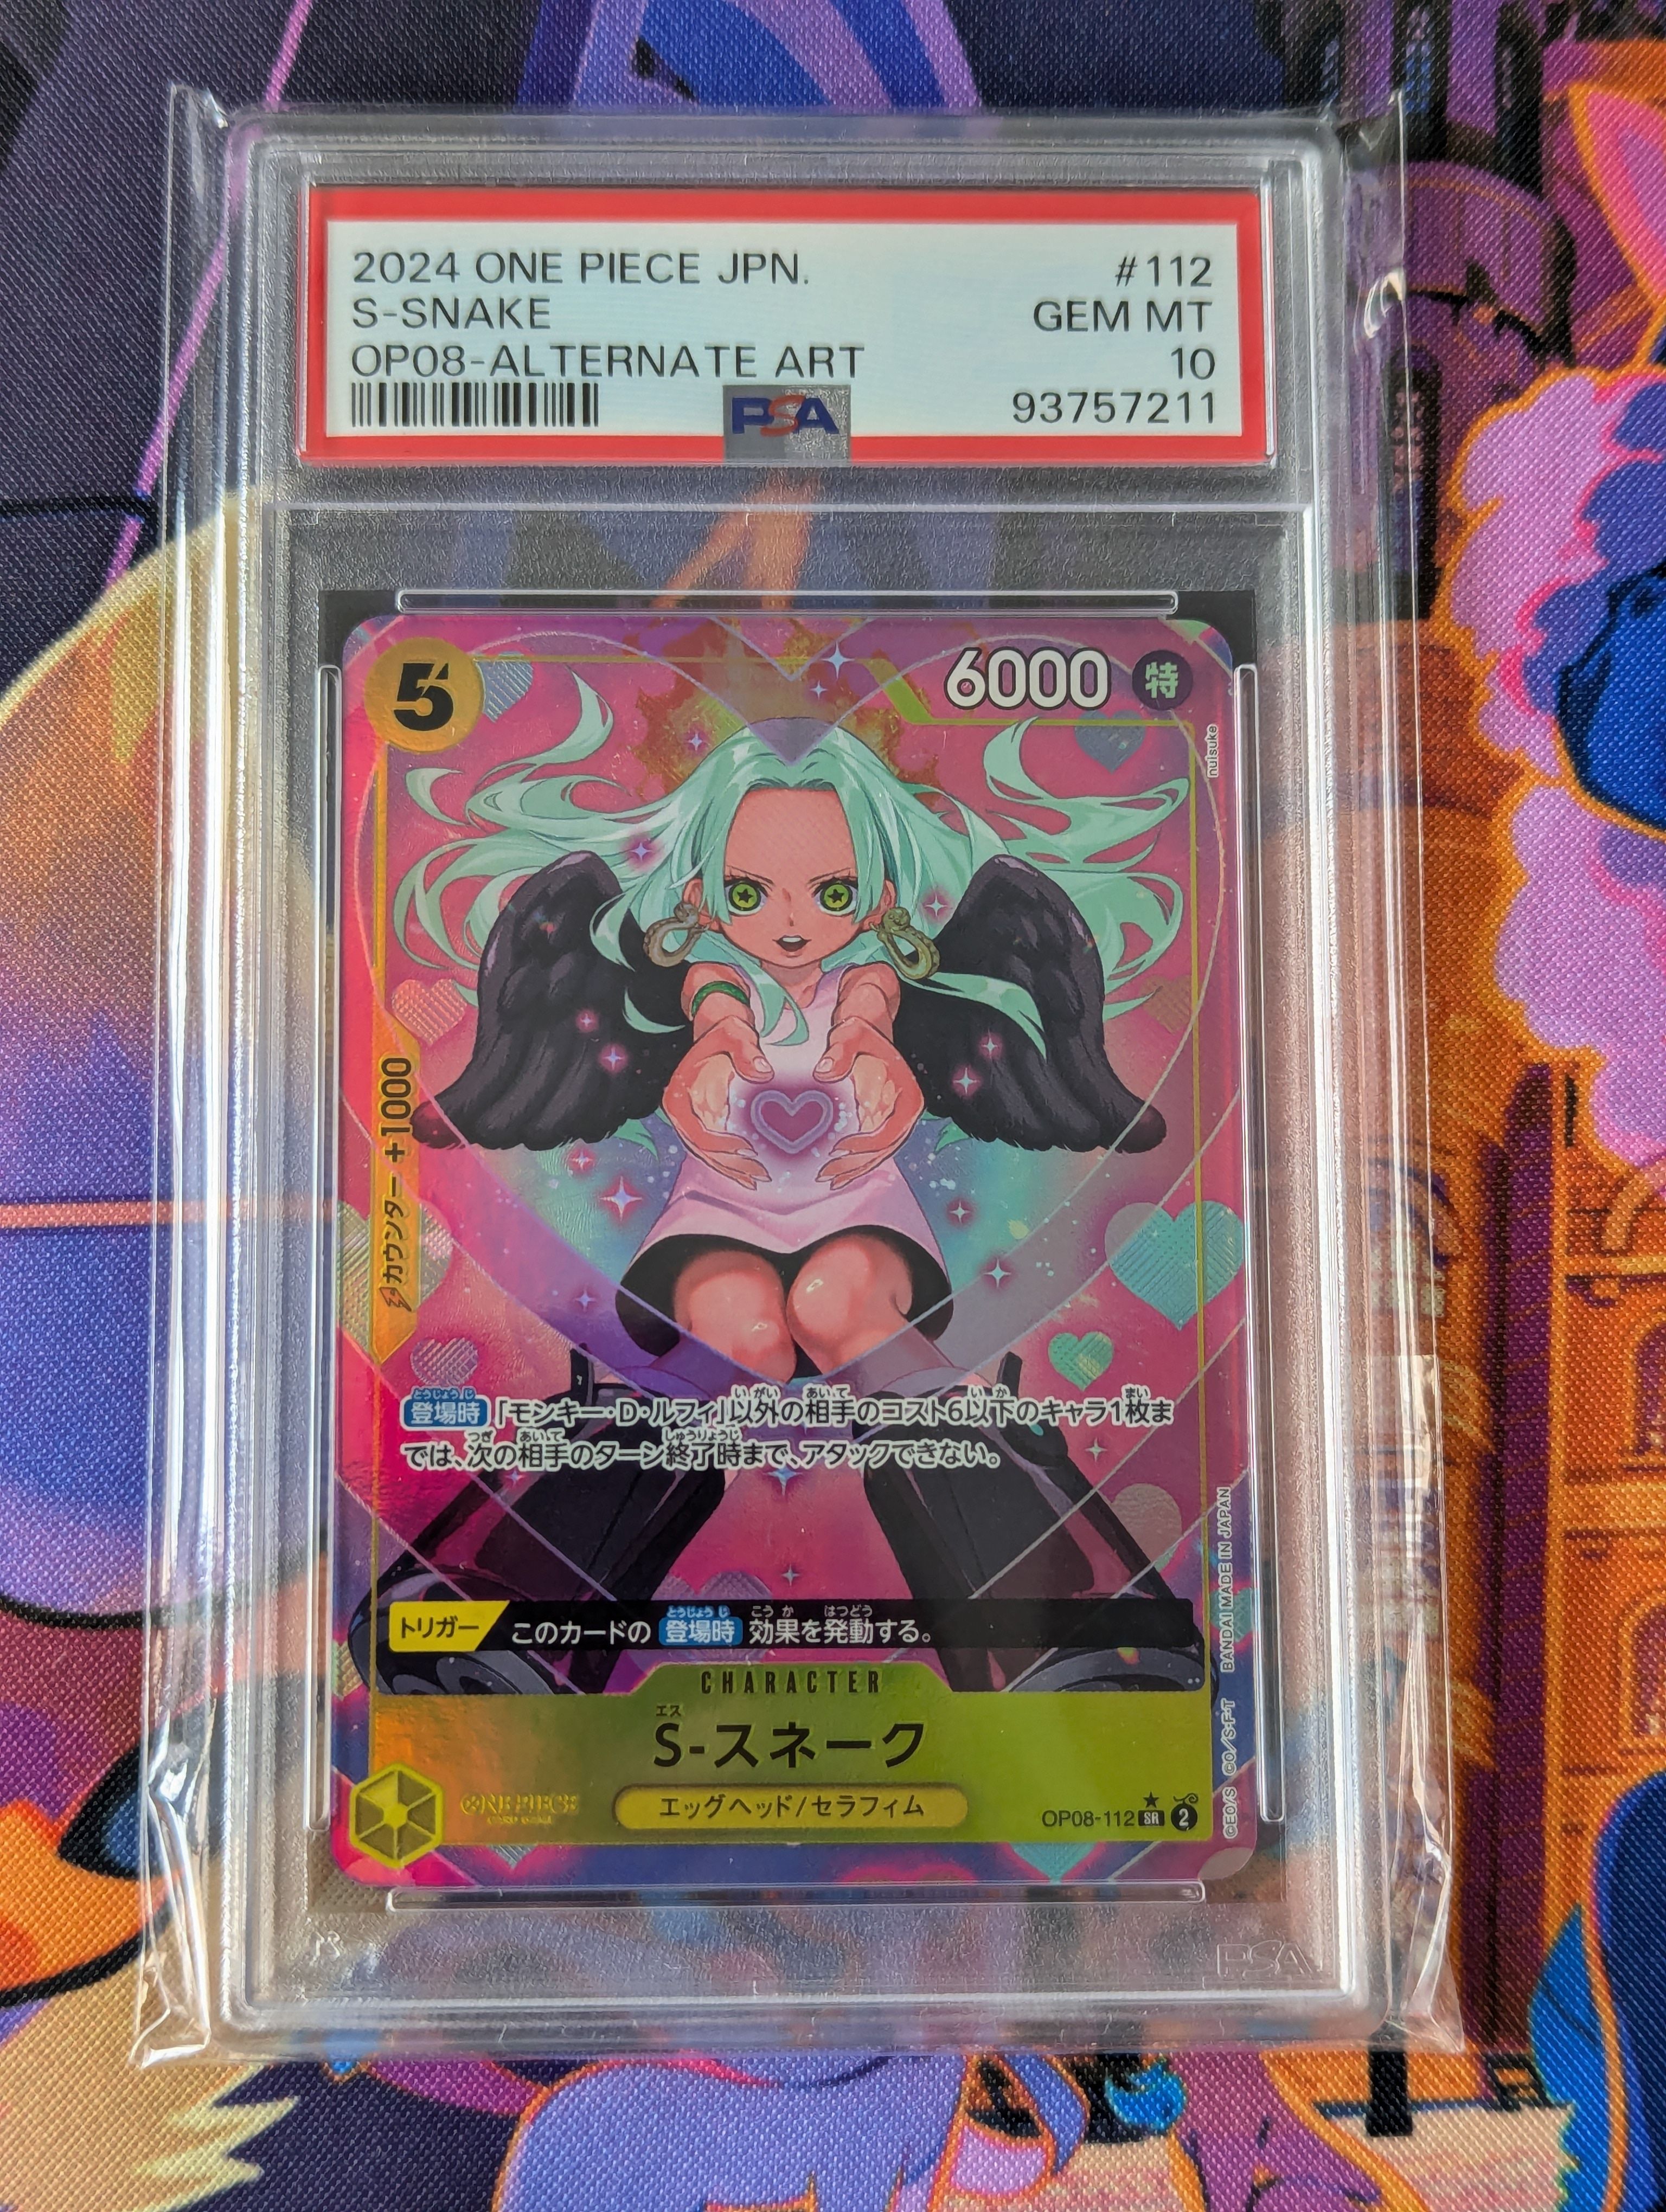 2024 ONE PIECE JPN.
#112
S-SNAKE
GEM MT
OP08-ALTERNATE ART
10
PSA
93757211
5
6000
特
nuisuke
カウンター +1000
登場時 「モンキー・D・ルフィ」以外の相手のコスト6以下のキャラ1枚ま
では、次の相手のターン終了時まで、アタックできない。
トリガー このカードの 登場時 効果を発動する。
CHARACTER
エス
S-スネーク
ONE PIECE
CARD GAME
エッグヘッド/セラフィム
OP08-112 SR 2
©EO/S ©O/S·F·T BANDAI MADE IN JAPAN
PSA